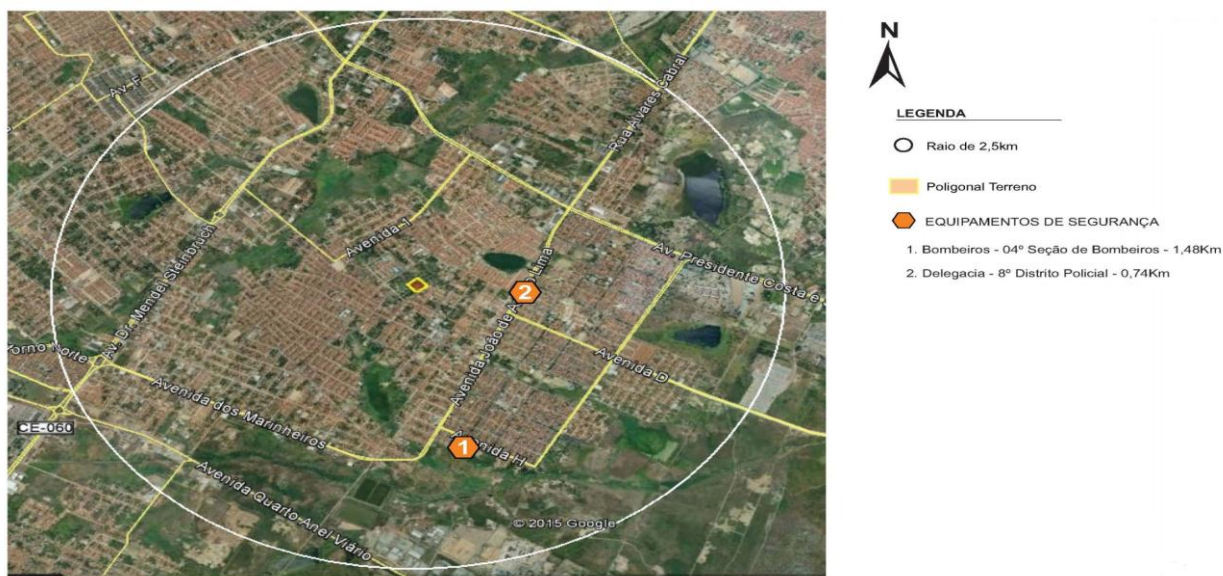 Av. F
Rua Alvares Cabral
Avenida 1
Av. Dr. Mendel Steinbruch
Av. Presidente Costa e
2
Avenida João de
Lima
Avenida D
orno Norte
Avenida dos Marinheiros
CE-060
1
Avenida H
Avenida Quarto Anel Viário
© 2015 Google
N
LEGENDA
Raio de 2,5km
Poligonal Terreno
EQUIPAMENTOS DE SEGURANÇA
1. Bombeiros - 04º Seção de Bombeiros - 1,48Km
2. Delegacia - 8º Distrito Policial - 0,74Km